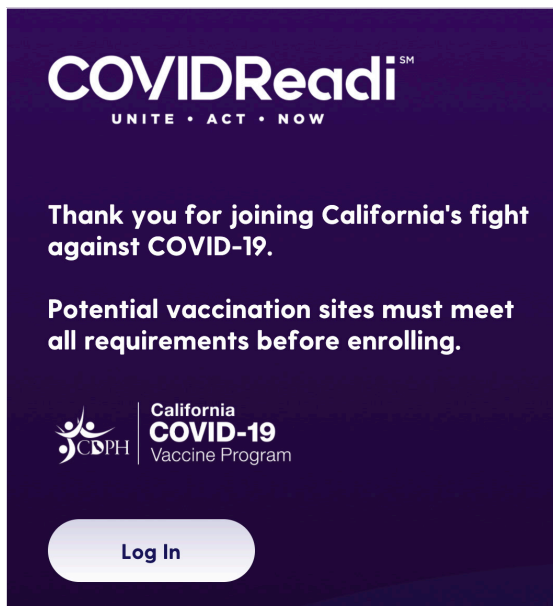 COVIDReadi℠
UNITE • ACT • NOW
Thank you for joining California's fight
against COVID-19.
Potential vaccination sites must meet
all requirements before enrolling.
CDPH
California
COVID-19
Vaccine Program
Log In